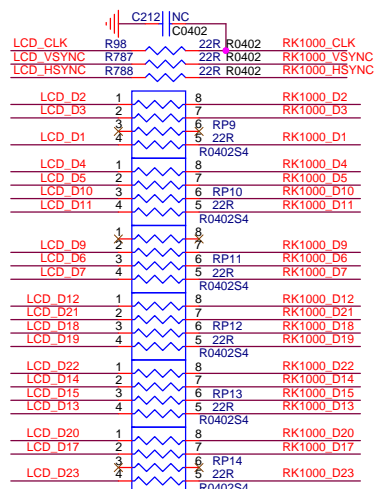 C212 NC
C0402
LCD_CLK R98 22R R0402 RK1000_CLK
LCD_VSYNC R787 22R R0402 RK1000_VSYNC
LCD_HSYNC R788 22R R0402 RK1000_HSYNC
LCD_D2 1 8 RK1000_D2
LCD_D3 2 7 RK1000_D3
3 6 RP9
LCD_D1 4 5 22R RK1000_D1
R0402S4
LCD_D4 1 8 RK1000_D4
LCD_D5 2 7 RK1000_D5
LCD_D10 3 6 RP10 RK1000_D10
LCD_D11 4 5 22R RK1000_D11
R0402S4
1 8
LCD_D9 2 7 RK1000_D9
LCD_D6 3 6 RP11 RK1000_D6
LCD_D7 4 5 22R RK1000_D7
R0402S4
LCD_D12 1 8 RK1000_D12
LCD_D21 2 7 RK1000_D21
LCD_D18 3 6 RP12 RK1000_D18
LCD_D19 4 5 22R RK1000_D19
R0402S4
LCD_D22 1 8 RK1000_D22
LCD_D14 2 7 RK1000_D14
LCD_D15 3 6 RP13 RK1000_D15
LCD_D13 4 5 22R RK1000_D13
R0402S4
LCD_D20 1 8 RK1000_D20
LCD_D17 2 7 RK1000_D17
3 6 RP14
LCD_D23 4 5 22R RK1000_D23
R0402S4